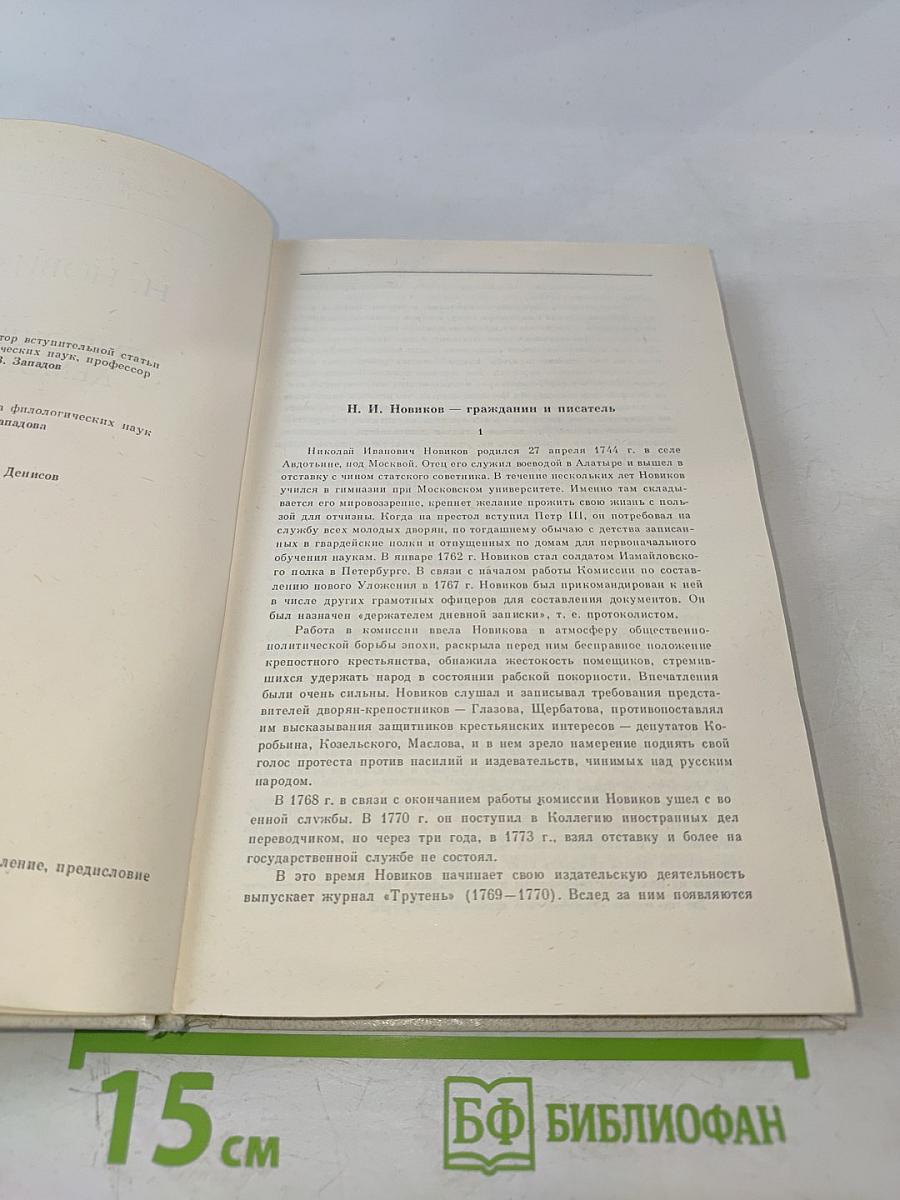 тор вступительной статьи
ческих наук, профессор
В. Западов
а филологических наук
ападова
Денисов
ление, предисловие
Н. И. Новиков — гражданин и писатель
1
Николай Иванович Новиков родился 27 апреля 1744 г. в селе
Авдотьине, под Москвой. Отец его служил воеводой в Алатыре и вышел в
отставку с чином статского советника. В течение нескольких лет Новиков
учился в гимназии при Московском университете. Именно там склады-
вается его мировоззрение, крепнет желание прожить свою жизнь с поль-
зой для отчизны. Когда на престол вступил Петр III, он потребовал на
службу всех молодых дворян, по тогдашнему обычаю с детства записан-
ных в гвардейские полки и отпущенных по домам для первоначального
обучения наукам. В январе 1762 г. Новиков стал солдатом Измайловско-
го полка в Петербурге. В связи с началом работы Комиссии по состав-
лению нового Уложения в 1767 г. Новиков был прикомандирован к ней
в числе других грамотных офицеров для составления документов. Он
был назначен «держателем дневной записки», т. е. протоколистом.
Работа в комиссии ввела Новикова в атмосферу общественно-
политической борьбы эпохи, раскрыла перед ним бесправное положение
крепостного крестьянства, обнажила жестокость помещиков, стремив-
шихся удержать народ в состоянии рабской покорности. Впечатления
были очень сильны. Новиков слушал и записывал требования предста-
вителей дворян-крепостников — Глазова, Щербатова, противопоставлял
им высказывания защитников крестьянских интересов — депутатов Ко-
робьина, Козельского, Маслова, и в нем зрело намерение поднять свой
голос протеста против насилий и издевательств, чинимых над русским
народом.
В 1768 г. в связи с окончанием работы комиссии Новиков ушел с во
енной службы. В 1770 г. он поступил в Коллегию иностранных дел
переводчиком, но через три года, в 1773 г., взял отставку и более на
государственной службе не состоял.
В это время Новиков начинает свою издательскую деятельность
выпускает журнал «Трутень» (1769—1770). Вслед за ним появляются
15 см
БФ БИБЛИОФАН